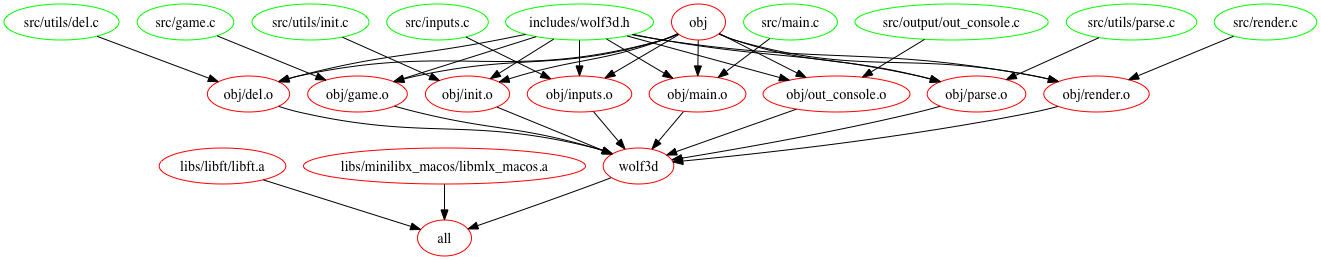 src/utils/del.c
src/game.c
src/utils/init.c
src/inputs.c
includes/wolf3d.h
obj
src/main.c
src/output/out_console.c
src/utils/parse.c
src/render.c
obj/del.o
obj/game.o
obj/init.o
obj/inputs.o
obj/main.o
obj/out_console.o
obj/parse.o
obj/render.o
libs/libft/libft.a
libs/minilibx_macos/libmlx_macos.a
wolf3d
all